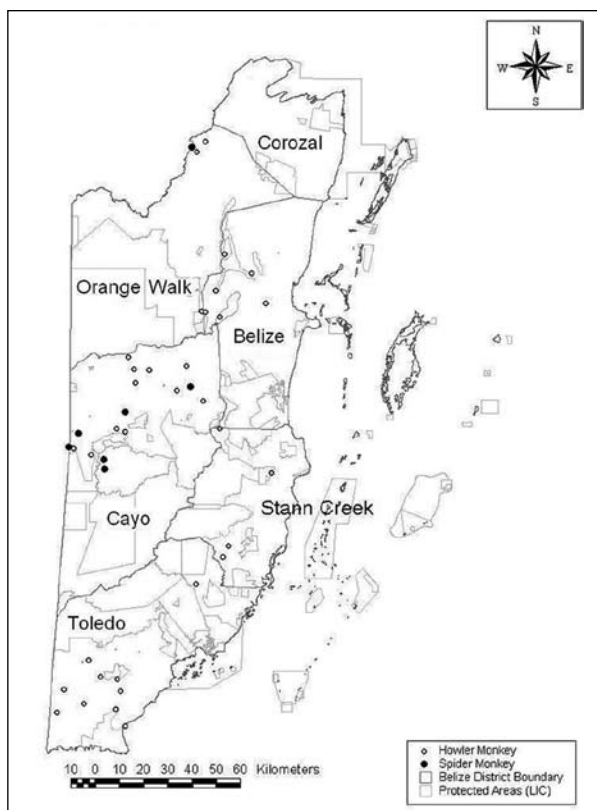 N
W E
S
Corozal
Orange Walk
Belize
Cayo
Stann Creek
Toledo
10 0 10 20 30 40 50 60 Kilometers
Howler Monkey
Spider Monkey
Belize District Boundary
Protected Areas (LIC)